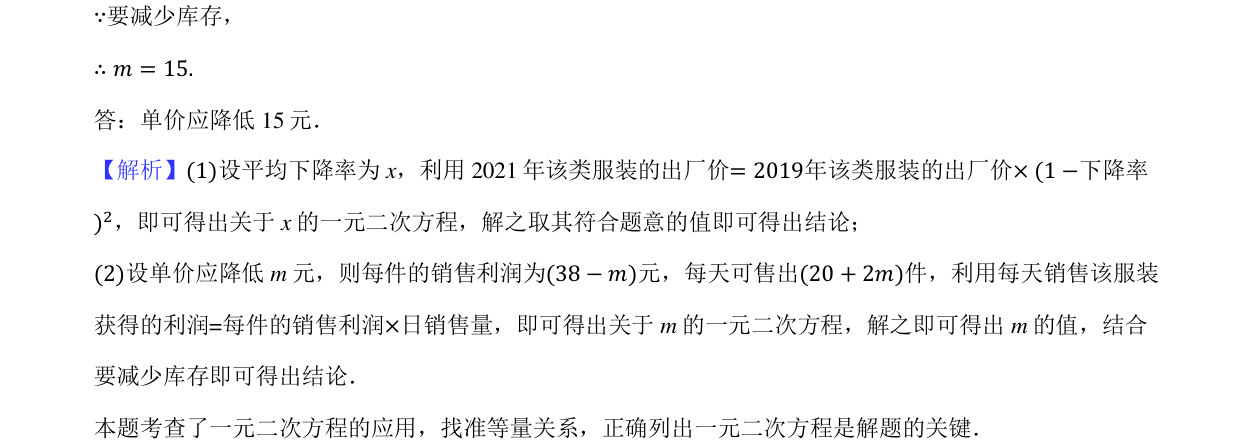 ∵要减少库存，
∴ m = 15.
答：单价应降低 15 元．
【解析】(1)设平均下降率为 x，利用 2021 年该类服装的出厂价= 2019年该类服装的出厂价× (1 −下降率
)²，即可得出关于 x 的一元二次方程，解之取其符合题意的值即可得出结论；
(2)设单价应降低 m 元，则每件的销售利润为(38 − m)元，每天可售出(20 + 2m)件，利用每天销售该服装
获得的利润=每件的销售利润×日销售量，即可得出关于 m 的一元二次方程，解之即可得出 m 的值，结合
要减少库存即可得出结论．
本题考查了一元二次方程的应用，找准等量关系，正确列出一元二次方程是解题的关键．